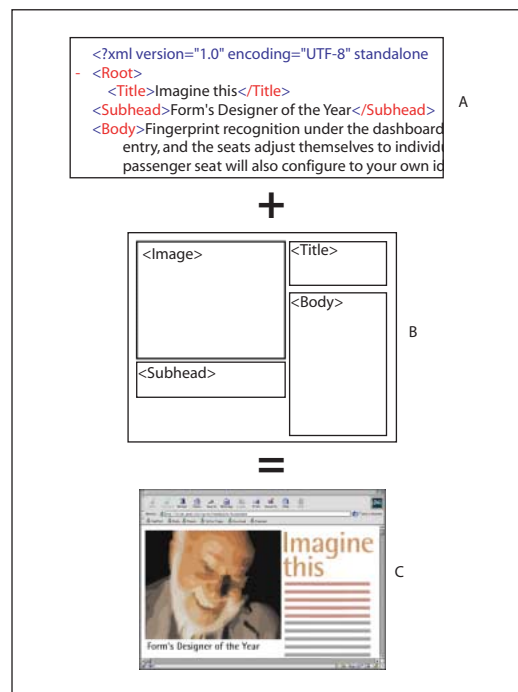 <?xml version="1.0" encoding="UTF-8" standalone
- <Root>
<Title>Imagine this</Title>
<Subhead>Form's Designer of the Year</Subhead>
<Body>Fingerprint recognition under the dashboard
entry, and the seats adjust themselves to individu
passenger seat will also configure to your own id
A
+
<Image>
<Title>
<Body>
<Subhead>
B
=
Imagine
this
C
Form's Designer of the Year